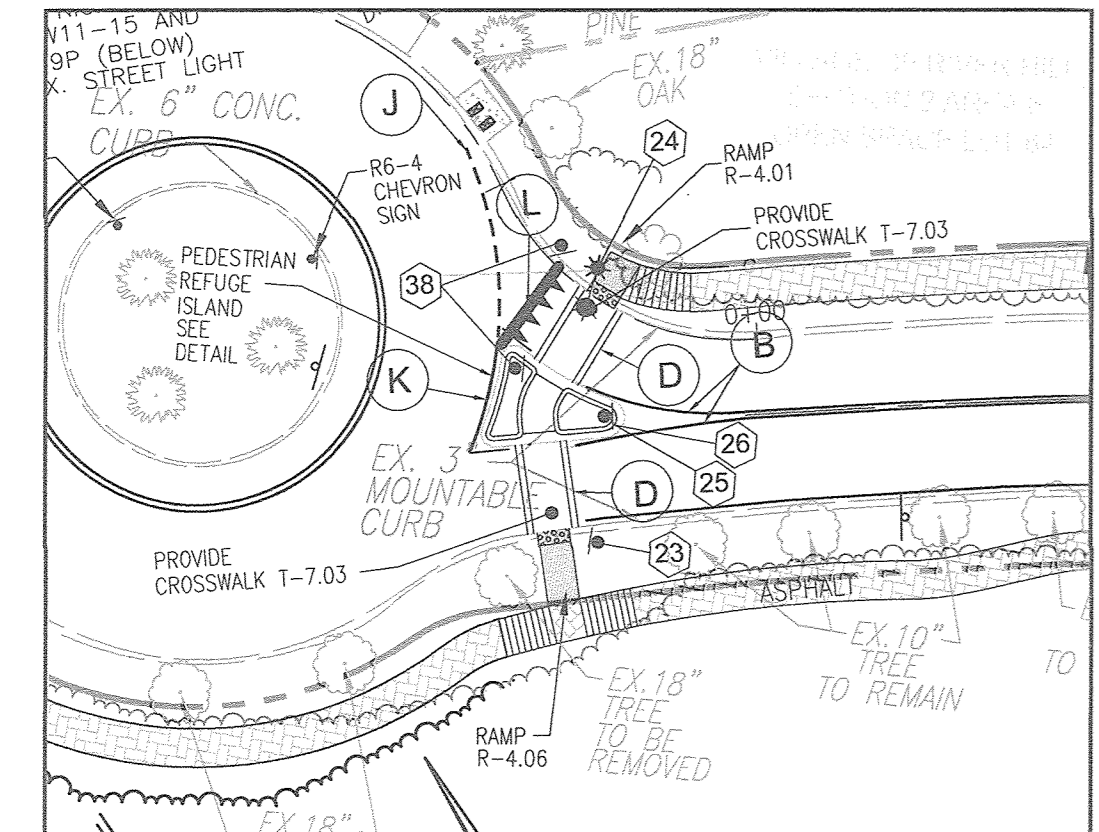 W11-15 AND
9P (BELOW)
X. STREET LIGHT
EX. 6" CONC.
CURB
J
PINE
EX.18"
OAK
24
RAMP
R-4.01
R6-4
CHEVRON
SIGN
L
PROVIDE
CROSSWALK T-7.03
PEDESTRIAN
REFUGE
ISLAND
SEE
DETAIL
38
0+00
B
K
D
26
25
EX. 3
MOUNTABLE
CURB
D
PROVIDE
CROSSWALK T-7.03
23
ASPHALT
EX.10"
TREE
TO REMAIN
TO
EX.18"
TREE
TO BE
REMOVED
RAMP
R-4.06
EX.18"